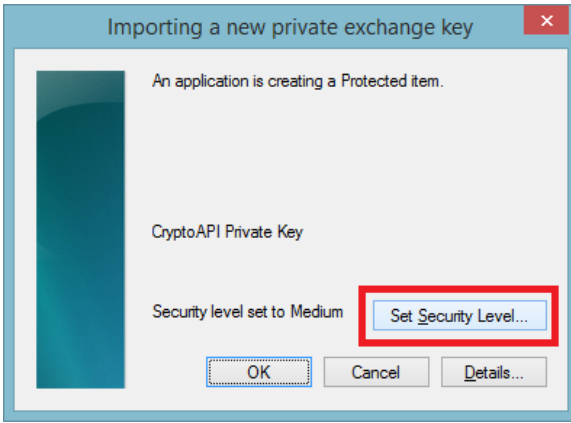 Importing a new private exchange key
An application is creating a Protected item.
CryptoAPI Private Key
Security level set to Medium
Set Security Level...
OK
Cancel
Details...